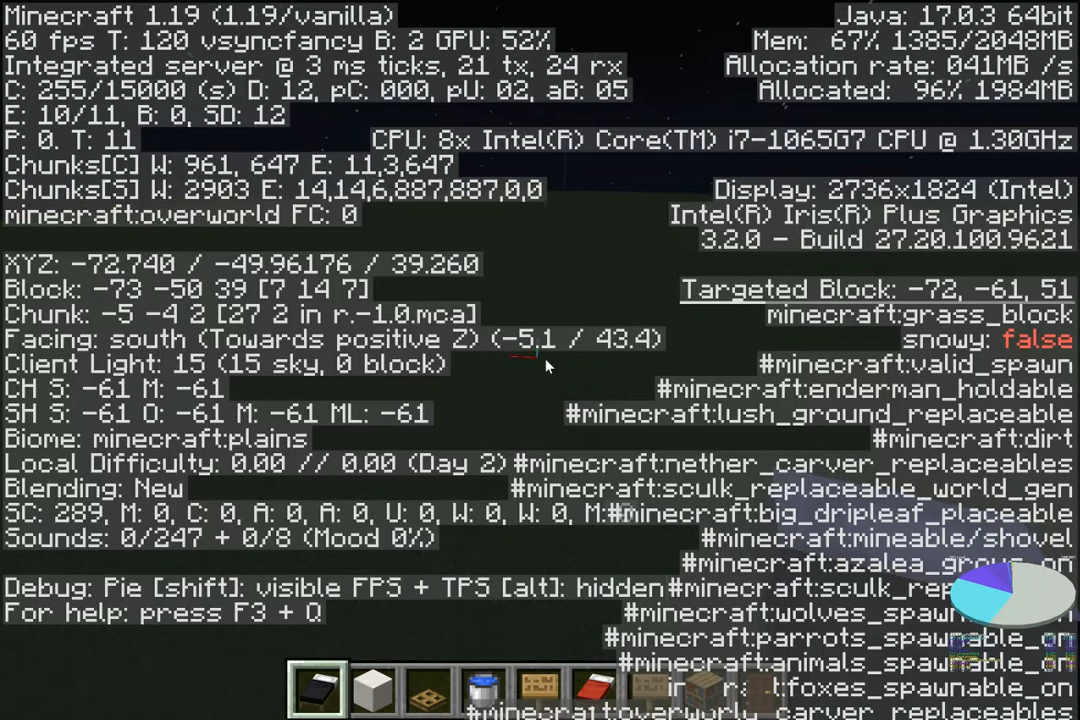 Minecraft 1.19 (1.19/vanilla)
60 fps T: 120 vsyncfancy B: 2 GPU: 52%
Integrated server @ 3 ms ticks, 21 tx, 24 rx
C: 255/15000 (s) D: 12, pC: 000, pU: 02, aB: 05
E: 10/11, B: 0, SD: 12
P: 0. T: 11
Chunks[C] W: 961, 647 E: 11,3,647
Chunks[S] W: 2903 E: 14,14,6,887,887,0,0
minecraft:overworld FC: 0
XYZ: -72.740 / -49.96176 / 39.260
Block: -73 -50 39 [7 14 7]
Chunk: -5 -4 2 [27 2 in r.-1.0.mca]
Facing: south (Towards positive Z) (-5.1 / 43.4)
Client Light: 15 (15 sky, 0 block)
CH S: -61 M: -61
SH S: -61 O: -61 M: -61 ML: -61
Biome: minecraft:plains
Local Difficulty: 0.00 // 0.00 (Day 2)
Blending: New
SC: 289, M: 0, C: 0, A: 0, A: 0, U: 0, W: 0, W: 0, M:
Sounds: 0/247 + 0/8 (Mood 0%)
Debug: Pie [shift]: visible FPS + TPS [alt]: hidden
For help: press F3 + Q
Java: 17.0.3 64bit
Mem: 67% 1385/2048MB
Allocation rate: 041MB /s
Allocated: 96% 1984MB
CPU: 8x Intel(R) Core(TM) i7-1065G7 CPU @ 1.30GHz
Display: 2736x1824 (Intel)
Intel(R) Iris(R) Plus Graphics
3.2.0 - Build 27.20.100.9621
Targeted Block: -72, -61, 51
minecraft:grass_block
snowy: false
#minecraft:valid_spawn
#minecraft:enderman_holdable
#minecraft:lush_ground_replaceable
#minecraft:dirt
#minecraft:nether_carver_replaceables
#minecraft:sculk_replaceable_world_gen
#minecraft:big_dripleaf_placeable
#minecraft:mineable/shovel
#minecraft:azalea_grows_on
#minecraft:sculk_rep
#minecraft:wolves_spawn
#minecraft:parrots_spawnable_on
#minecraft:animals_spawnable_on
foxes_spawnable_on
#minecraft:overworld_carver_replaceables